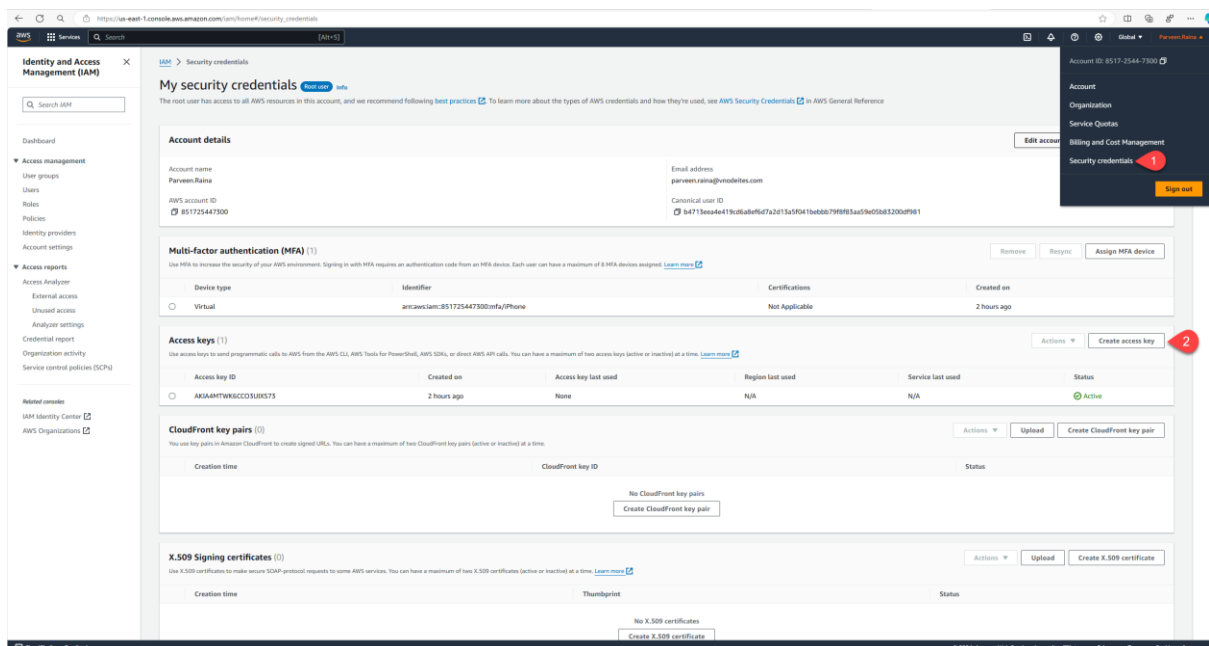 https://us-east-1.console.aws.amazon.com/iam/home#/security_credentials
aws Services Search [Alt+S] Global Parveen.Raina
Identity and Access Management (IAM)
Search IAM
Dashboard
Access management
User groups
Users
Roles
Policies
Identity providers
Account settings
Access reports
Access Analyzer
External access
Unused access
Analyzer settings
Credential report
Organization activity
Service control policies (SCPs)
Related consoles
IAM Identity Center
AWS Organizations
IAM > Security credentials
My security credentials Root user Info
The root user has access to all AWS resources in this account, and we recommend following best practices. To learn more about the types of AWS credentials and how they're used, see AWS Security Credentials in AWS General Reference
Account ID: 8517-2544-7300
Account
Organization
Service Quotas
Billing and Cost Management
Security credentials 1
Sign out
Account details Edit accoun
Account name Email address
Parveen.Raina parveen.raina@vnodeites.com
AWS account ID Canonical user ID
851725447300
Multi-factor authentication (MFA) (1) Remove Resync Assign MFA device
Use MFA to increase the security of your AWS environment. Signing in with MFA requires an authentication code from an MFA device. Each user can have a maximum of 8 MFA devices assigned. Learn more
Device type Identifier Certifications Created on
Virtual arn:aws:iam::851725447300:mfa/iPhone Not Applicable 2 hours ago
Access keys (1) Actions Create access key 2
Use access keys to send programmatic calls to AWS from the AWS CLI, AWS Tools for PowerShell, AWS SDKs, or direct AWS API calls. You can have a maximum of two access keys (active or inactive) at a time. Learn more
Access key ID Created on Access key last used Region last used Service last used Status
AKIA4MTWK6CCO3UIXS73 2 hours ago None N/A N/A Active
CloudFront key pairs (0) Actions Upload Create CloudFront key pair
You use key pairs in Amazon CloudFront to create signed URLs. You can have a maximum of two CloudFront key pairs (active or inactive) at a time.
Creation time CloudFront key ID Status
No CloudFront key pairs
Create CloudFront key pair
X.509 Signing certificates (0) Actions Upload Create X.509 certificate
Use X.509 certificates to make secure SOAP-protocol requests to some AWS services. You can have a maximum of two X.509 certificates (active or inactive) at a time. Learn more
Creation time Thumbprint Status
No X.509 certificates
Create X.509 certificate